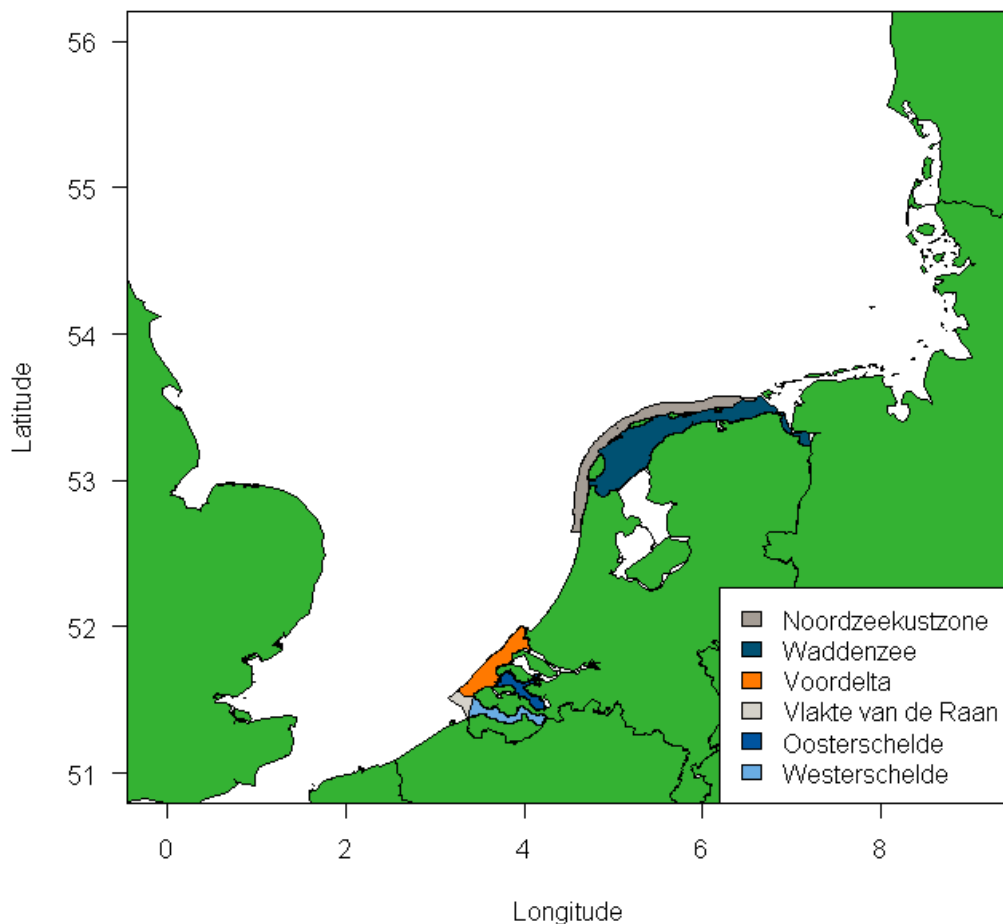 56
55
54
53
52
51
Latitude
0
2
4
6
8
Longitude
Noordzeekustzone
Waddenzee
Voordelta
Vlakte van de Raan
Oosterschelde
Westerschelde